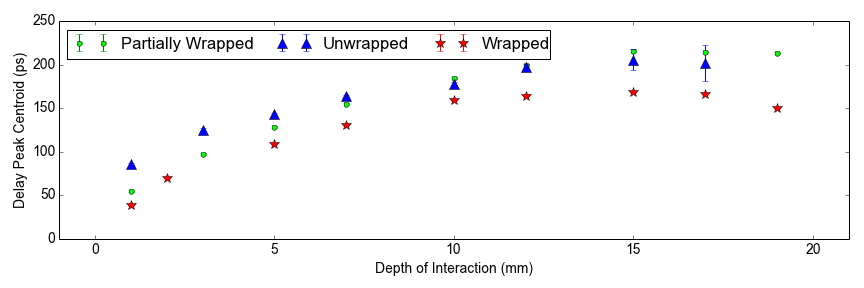 250
200
150
100
50
0
Delay Peak Centroid (ps)
Partially Wrapped Unwrapped Wrapped
0 5 10 15 20
Depth of Interaction (mm)